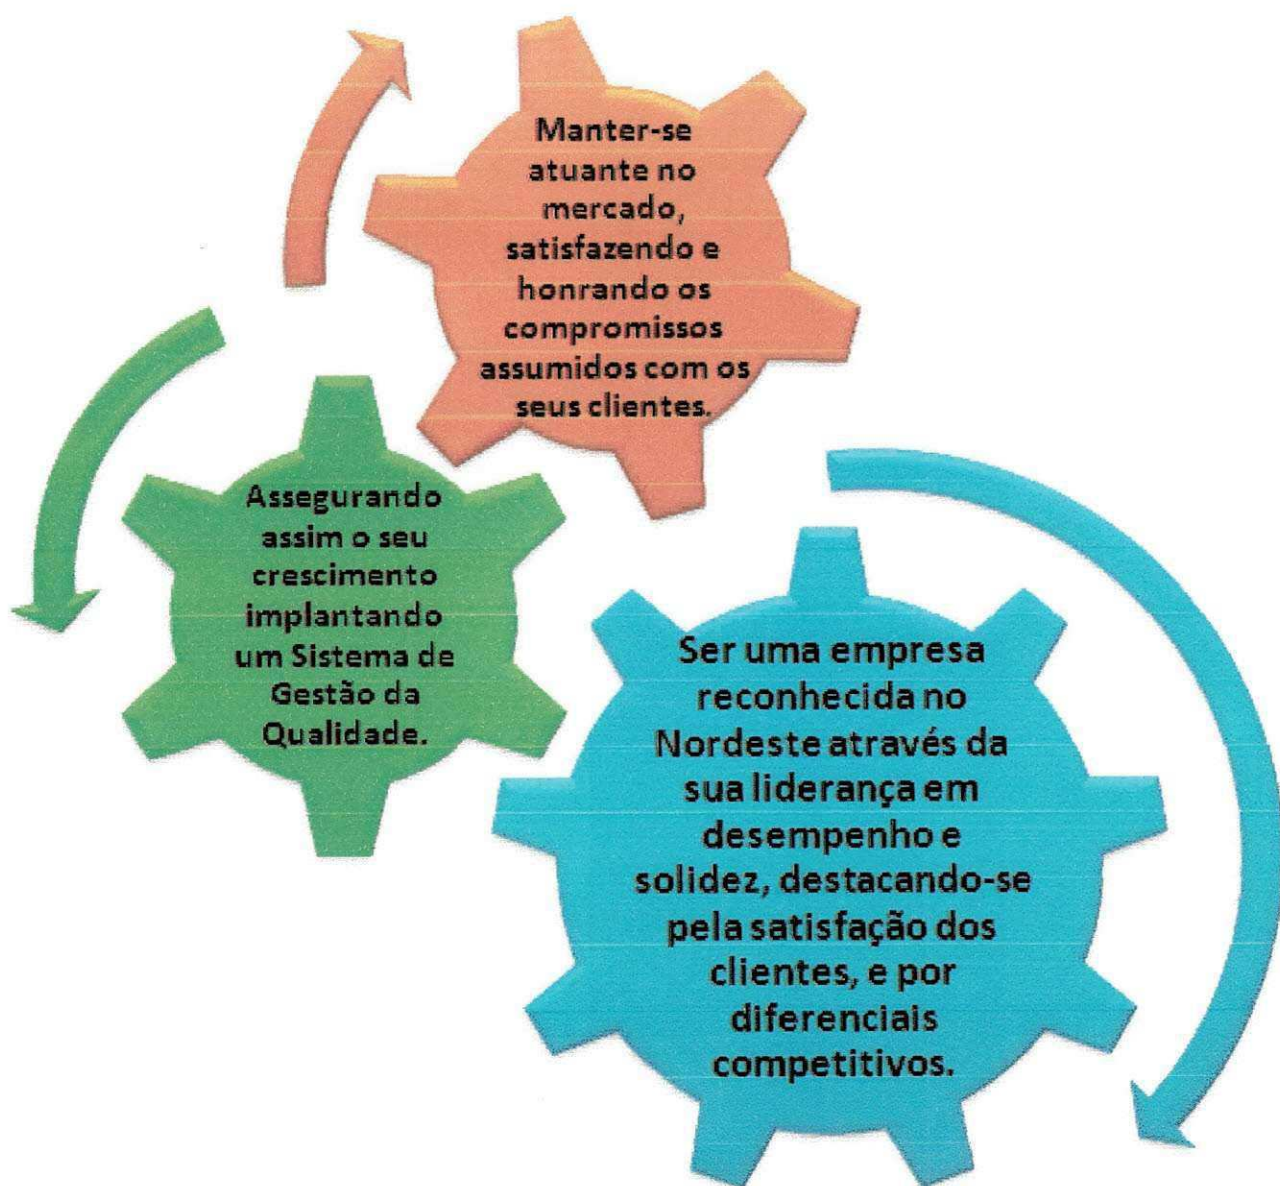 Manter-se
atuante no
mercado,
satisfazendo e
honrando os
compromissos
assumidos com os
seus clientes.
Assegurando
assim o seu
crescimento
implantando
um Sistema de
Gestão da
Qualidade.
Ser uma empresa
reconhecida no
Nordeste através da
sua liderança em
desempenho e
solidez, destacando-se
pela satisfação dos
clientes, e por
diferenciais
competitivos.